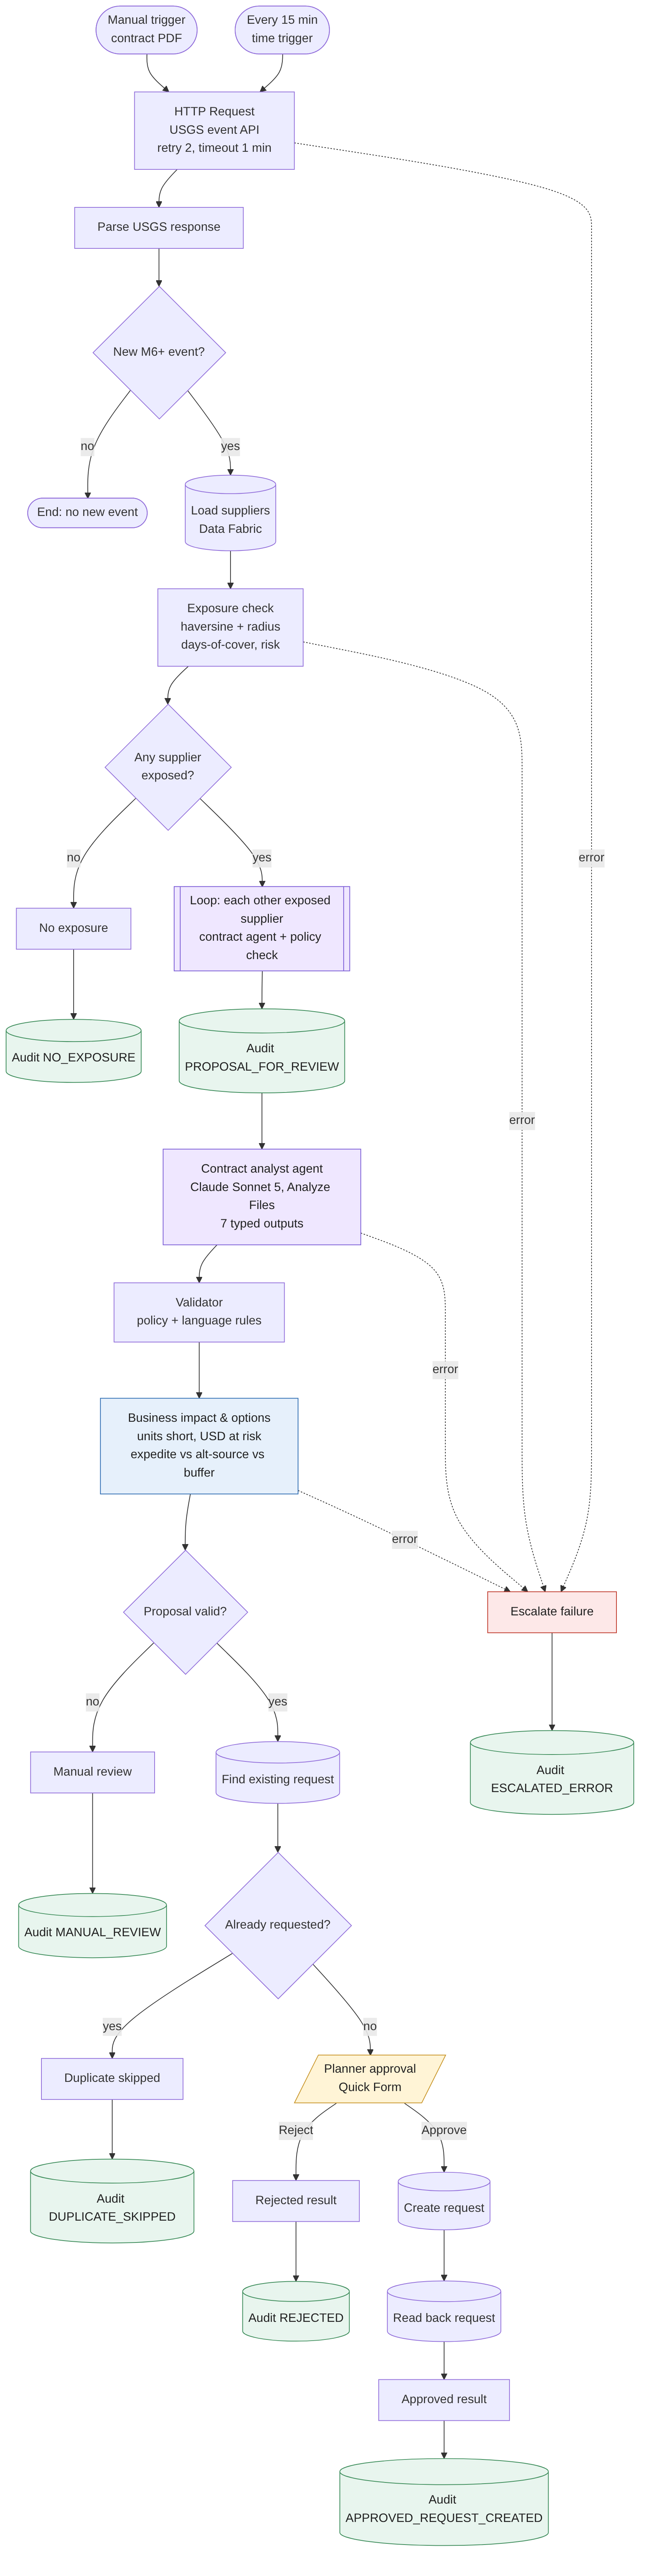 Manual trigger
contract PDF
Every 15 min
time trigger
HTTP Request
USGS event API
retry 2, timeout 1 min
Parse USGS response
New M6+ event?
no
yes
End: no new event
Load suppliers
Data Fabric
Exposure check
haversine + radius
days-of-cover, risk
Any supplier
exposed?
no
yes
error
No exposure
Loop: each other exposed
supplier
contract agent + policy
check
Audit NO_EXPOSURE
Audit
PROPOSAL_FOR_REVIEW
error
Contract analyst agent
Claude Sonnet 5, Analyze
Files
7 typed outputs
Validator
policy + language rules
error
Business impact & options
units short, USD at risk
expedite vs alt-source vs
buffer
error
Proposal valid?
Escalate failure
no
yes
Manual review
Find existing request
Audit
ESCALATED_ERROR
Audit MANUAL_REVIEW
Already requested?
yes
no
Duplicate skipped
Planner approval
Quick Form
Reject
Approve
Audit
DUPLICATE_SKIPPED
Rejected result
Create request
Audit REJECTED
Read back request
Approved result
Audit
APPROVED_REQUEST_CREATED